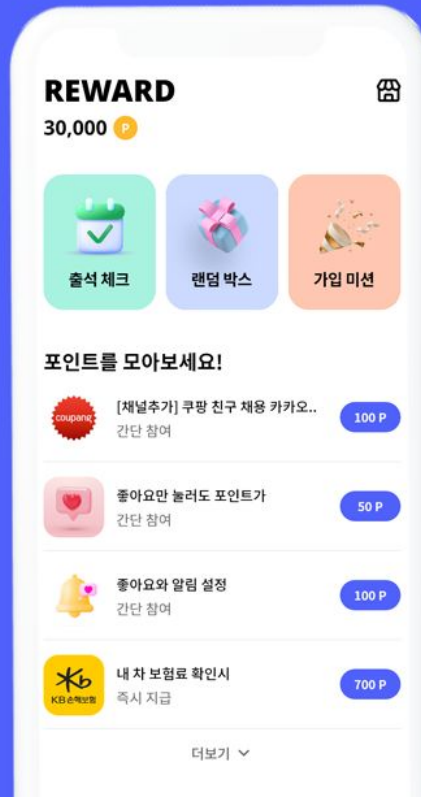 REWARD
30,000 P
출석 체크
랜덤 박스
가입 미션
포인트를 모아보세요!
coupang
[채널추가] 쿠팡 친구 채용 카카오..
간단 참여
100 P
좋아요만 눌러도 포인트가
간단 참여
50 P
좋아요와 알림 설정
간단 참여
100 P
KB손해보험
내 차 보험료 확인시
즉시 지급
700 P
더보기